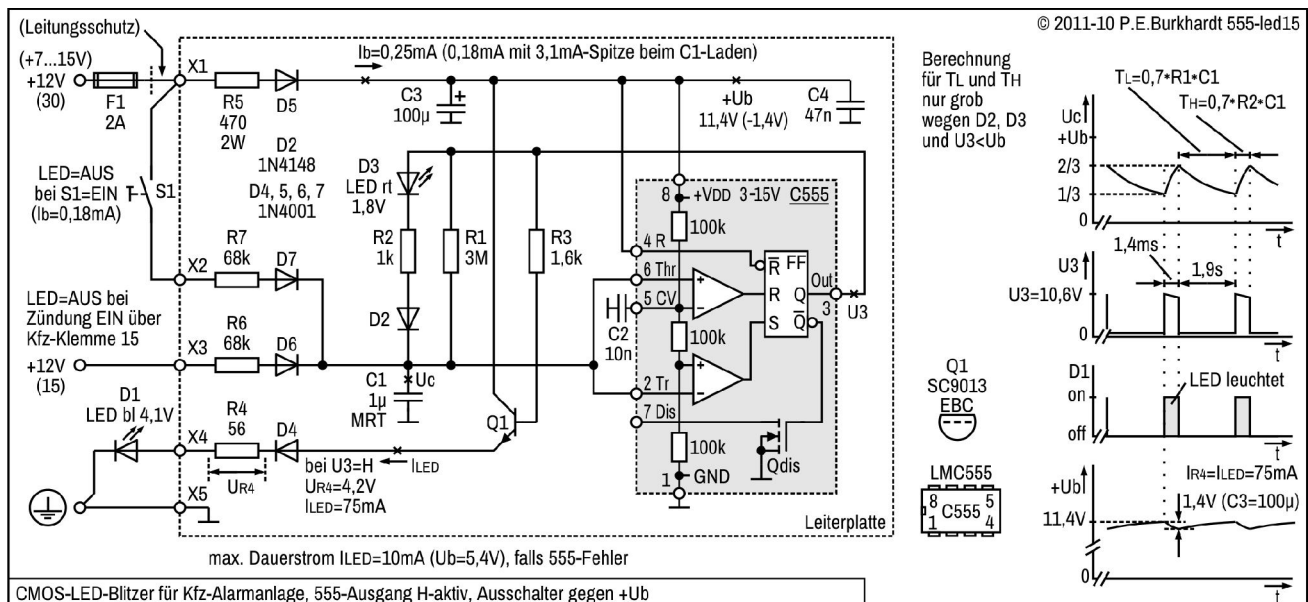 © 2011-10 P.E.Burkhardt 555-led15
(Leitungsschutz)
(+7...15V)
+12V
(30)
F1
2A
X1
R5
470
2W
D5
Ib=0,25mA (0,18mA mit 3,1mA-Spitze beim C1-Laden)
C3
100µ
+
+Ub
11,4V (-1,4V)
C4
47n
D2
1N4148
D4, 5, 6, 7
1N4001
LED=AUS
bei S1=EIN
(Ib=0,18mA)
S1
D3
LED rt
1,8V
R2
1k
D2
R1
3M
R3
1,6k
X2
R7
68k
D7
LED=AUS bei
Zündung EIN über
Kfz-Klemme 15
+12V
(15)
X3
R6
68k
D6
C1
1µ
MRT
Uc
Q1
D1
LED bl 4,1V
X4
R4
56
D4
UR4
bei U3=H
UR4=4,2V
ILED=75mA
ILED
X5
8
+VDD 3-15V C555
100k
4 R
6 Thr
5 CV
C2
10n
+
−
100k
+
−
2 Tr
7 Dis
100k
1
GND
Qdis
R FF
R Q
S Q
Out
3
U3
Leiterplatte
max. Dauerstrom ILED=10mA (Ub=5,4V), falls 555-Fehler
CMOS-LED-Blitzer für Kfz-Alarmanlage, 555-Ausgang H-aktiv, Ausschalter gegen +Ub
Berechnung
für TL und TH
nur grob
wegen D2, D3
und U3<Ub
TL=0,7*R1*C1
TH=0,7*R2*C1
Uc
+Ub
2/3
1/3
0
t
1,4ms
1,9s
U3
U3=10,6V
0
t
Q1
SC9013
EBC
D1
on
off
LED leuchtet
t
LMC555
8 5
C555
1 4
+Ub
11,4V
0
IR4=ILED=75mA
1,4V (C3=100µ)
t